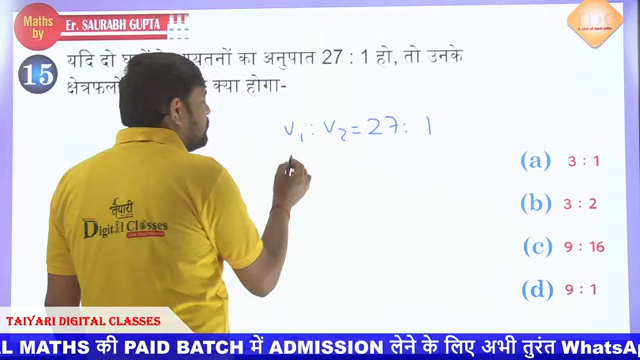 Maths
by
Er. SAURABH GUPTA
15
यदि दो आयतनों का अनुपात 27 : 1 हो, तो उनके
क्या होगा-
V₁ : V₂ = 27 : 1
(a) 3 : 1
(b) 3 : 2
(c) 9 : 16
(d) 9 : 1
तैयारी
Digital Classes
TAIYARI DIGITAL CLASSES
AL MATHS की PAID BATCH में ADMISSION लेने के लिए अभी तुरंत WhatsA